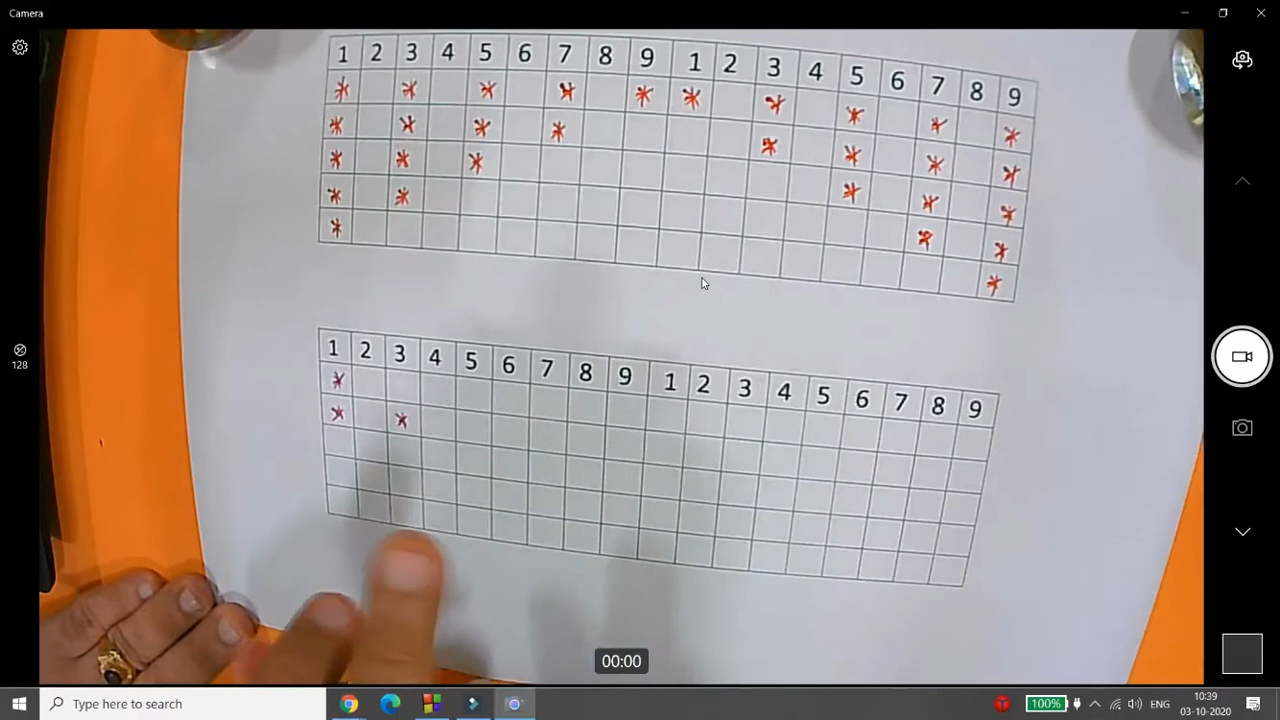 Camera
1 2 3 4 5 6 7 8 9 1 2 3 4 5 6 7 8 9
* * * * * * * * * *
* * * * * * * *
* * * * * *
* * * *
* *
1 2 3 4 5 6 7 8 9 1 2 3 4 5 6 7 8 9
*
* *
128
00:00
Type here to search
100%
ENG
10:39
03-10-2020